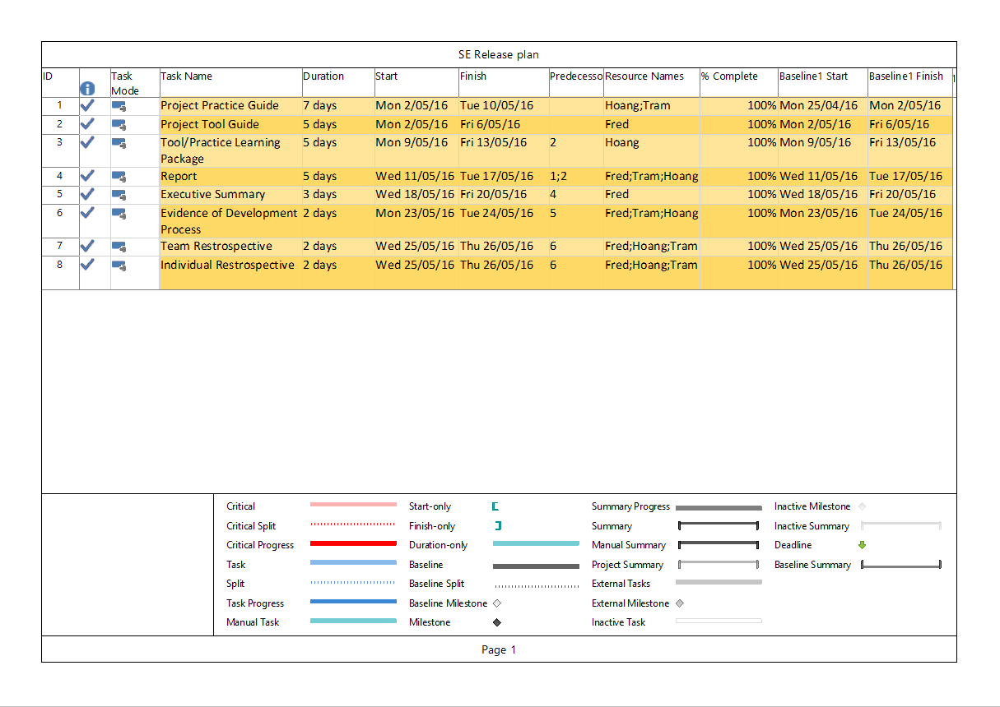 SE Release plan
ID Task Mode Task Name Duration Start Finish Predecesso Resource Names % Complete Baseline1 Start Baseline1 Finish
1 Project Practice Guide 7 days Mon 2/05/16 Tue 10/05/16 Hoang;Tram 100% Mon 25/04/16 Mon 2/05/16
2 Project Tool Guide 5 days Mon 2/05/16 Fri 6/05/16 Fred 100% Mon 2/05/16 Fri 6/05/16
3 Tool/Practice Learning Package 5 days Mon 9/05/16 Fri 13/05/16 2 Hoang 100% Mon 9/05/16 Fri 13/05/16
4 Report 5 days Wed 11/05/16 Tue 17/05/16 1;2 Fred;Tram;Hoang 100% Wed 11/05/16 Tue 17/05/16
5 Executive Summary 3 days Wed 18/05/16 Fri 20/05/16 4 Fred 100% Wed 18/05/16 Fri 20/05/16
6 Evidence of Development Process 2 days Mon 23/05/16 Tue 24/05/16 5 Fred;Tram;Hoang 100% Mon 23/05/16 Tue 24/05/16
7 Team Restrospective 2 days Wed 25/05/16 Thu 26/05/16 6 Fred;Hoang;Tram 100% Wed 25/05/16 Thu 26/05/16
8 Individual Restrospective 2 days Wed 25/05/16 Thu 26/05/16 6 Fred;Hoang;Tram 100% Wed 25/05/16 Thu 26/05/16
Critical Start-only Summary Progress Inactive Milestone
Critical Split Finish-only Summary Inactive Summary
Critical Progress Duration-only Manual Summary Deadline
Task Baseline Project Summary Baseline Summary
Split Baseline Split External Tasks
Task Progress Baseline Milestone External Milestone
Manual Task Milestone Inactive Task
Page 1